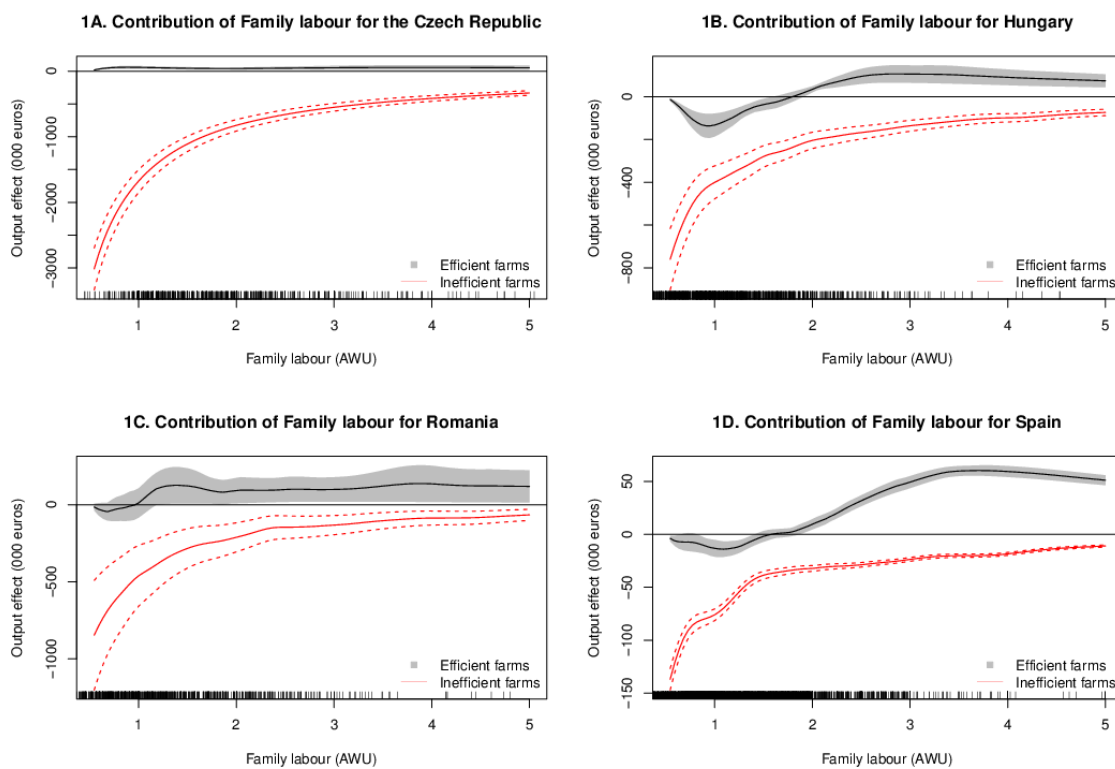 1A. Contribution of Family labour for the Czech Republic
Output effect (000 euros)
0
-1000
-2000
-3000
Efficient farms
Inefficient farms
1 2 3 4 5
Family labour (AWU)
1B. Contribution of Family labour for Hungary
Output effect (000 euros)
0
-400
-800
Efficient farms
Inefficient farms
1 2 3 4 5
Family labour (AWU)
1C. Contribution of Family labour for Romania
Output effect (000 euros)
0
-500
-1000
Efficient farms
Inefficient farms
1 2 3 4 5
Family labour (AWU)
1D. Contribution of Family labour for Spain
Output effect (000 euros)
50
0
-50
-100
-150
Efficient farms
Inefficient farms
1 2 3 4 5
Family labour (AWU)